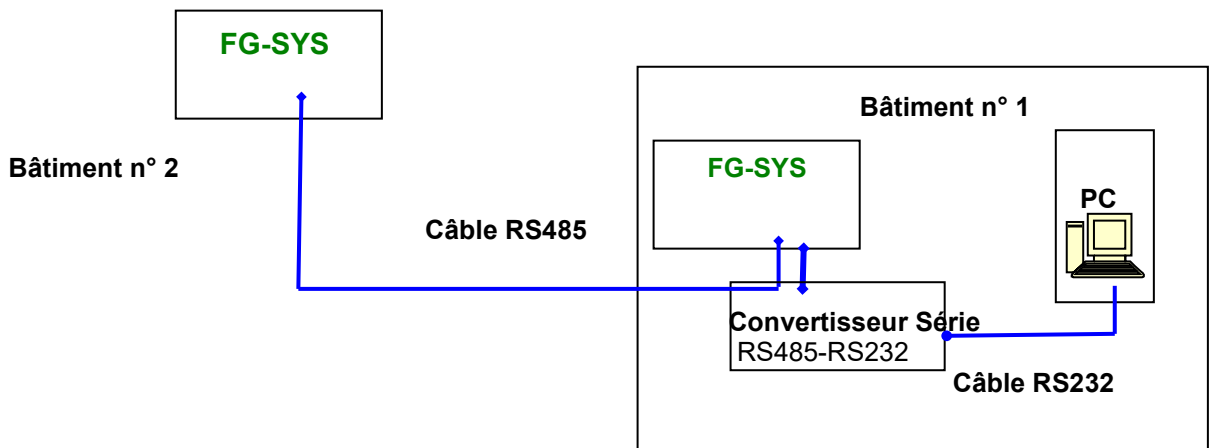 FG-SYS
Bâtiment n° 1
Bâtiment n° 2
FG-SYS
PC
Câble RS485
Convertisseur Série
RS485-RS232
Câble RS232